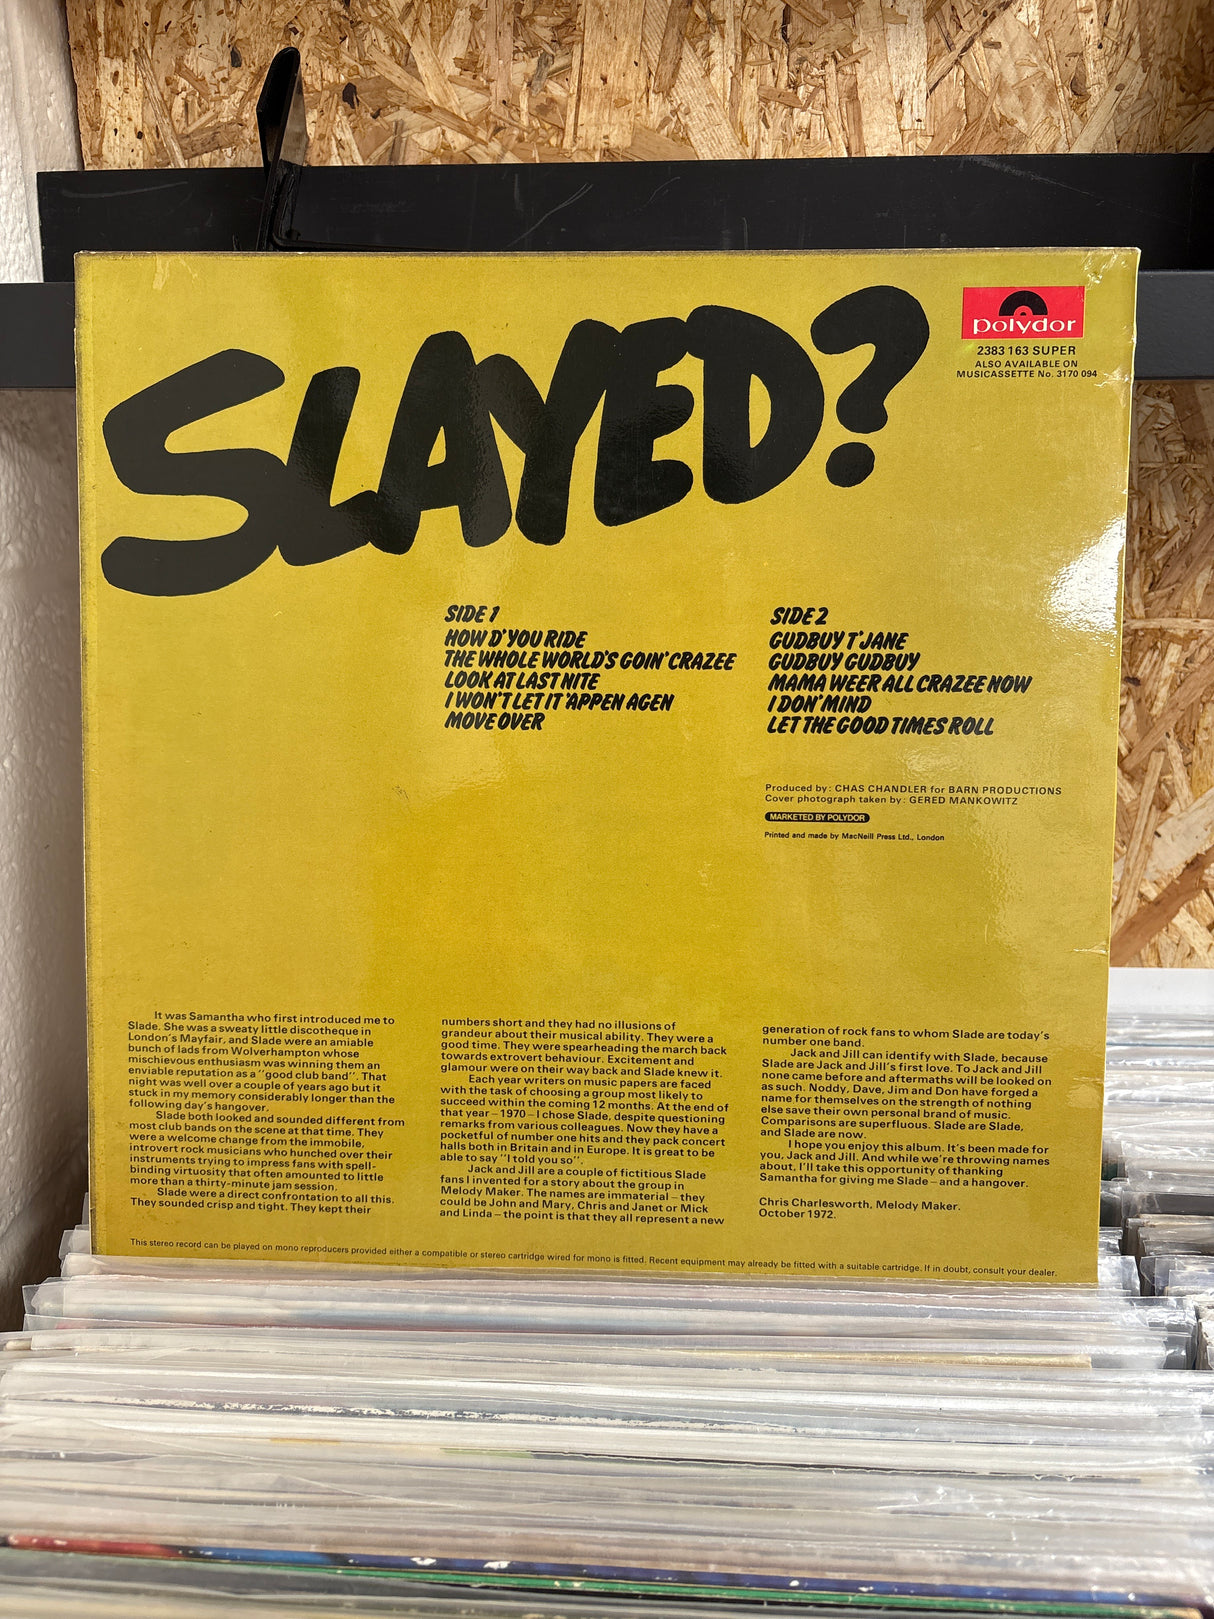 SLAYED?
polydor
2383 163 SUPER
ALSO AVAILABLE ON
MUSICASSETTE No. 3170 094
SIDE 1
HOW D'YOU RIDE
THE WHOLE WORLD'S GOIN' CRAZEE
LOOK AT LAST NITE
I WON'T LET IT 'APPEN AGEN
MOVE OVER
SIDE 2
GUDBUY T'JANE
GUDBUY GUDBUY
MAMA WEER ALL CRAZEE NOW
I DON' MIND
LET THE GOOD TIMES ROLL
Produced by: CHAS CHANDLER for BARN PRODUCTIONS
Cover photograph taken by: GERED MANKOWITZ
MARKETED BY POLYDOR
Printed and made by MacNeill Press Ltd., London
It was Samantha who first introduced me to
Slade. She was a sweaty little discotheque in
London's Mayfair, and Slade were an amiable
bunch of lads from Wolverhampton whose
mischievous enthusiasm was winning them an
enviable reputation as a "good club band". That
night was well over a couple of years ago but it
stuck in my memory considerably longer than the
following day's hangover.
Slade both looked and sounded different from
most club bands on the scene at that time. They
were a welcome change from the immobile,
introvert rock musicians who hunched over their
instruments trying to impress fans with spell-
binding virtuosity that often amounted to little
more than a thirty-minute jam session.
Slade were a direct confrontation to all this.
They sounded crisp and tight. They kept their
numbers short and they had no illusions of
grandeur about their musical ability. They were a
good time. They were spearheading the march back
towards extrovert behaviour. Excitement and
glamour were on their way back and Slade knew it.
Each year writers on music papers are faced
with the task of choosing a group most likely to
succeed within the coming 12 months. At the end of
that year – 1970 – I chose Slade, despite questioning
remarks from various colleagues. Now they have a
pocketful of number one hits and they pack concert
halls both in Britain and in Europe. It is great to be
able to say "I told you so".
Jack and Jill are a couple of fictitious Slade
fans I invented for a story about the group in
Melody Maker. The names are immaterial – they
could be John and Mary, Chris and Janet or Mick
and Linda – the point is that they all represent a new
generation of rock fans to whom Slade are today's
number one band.
Jack and Jill can identify with Slade, because
Slade are Jack and Jill's first love. To Jack and Jill
none came before and aftermaths will be looked on
as such. Noddy, Dave, Jim and Don have forged a
name for themselves on the strength of nothing
else save their own personal brand of music.
Comparisons are superfluous. Slade are Slade,
and Slade are now.
I hope you enjoy this album. It's been made for
you, Jack and Jill. And while we're throwing names
about, I'll take this opportunity of thanking
Samantha for giving me Slade – and a hangover.
Chris Charlesworth, Melody Maker.
October 1972.
This stereo record can be played on mono reproducers provided either a compatible or stereo cartridge wired for mono is fitted. Recent equipment may already be fitted with a suitable cartridge. If in doubt, consult your dealer.